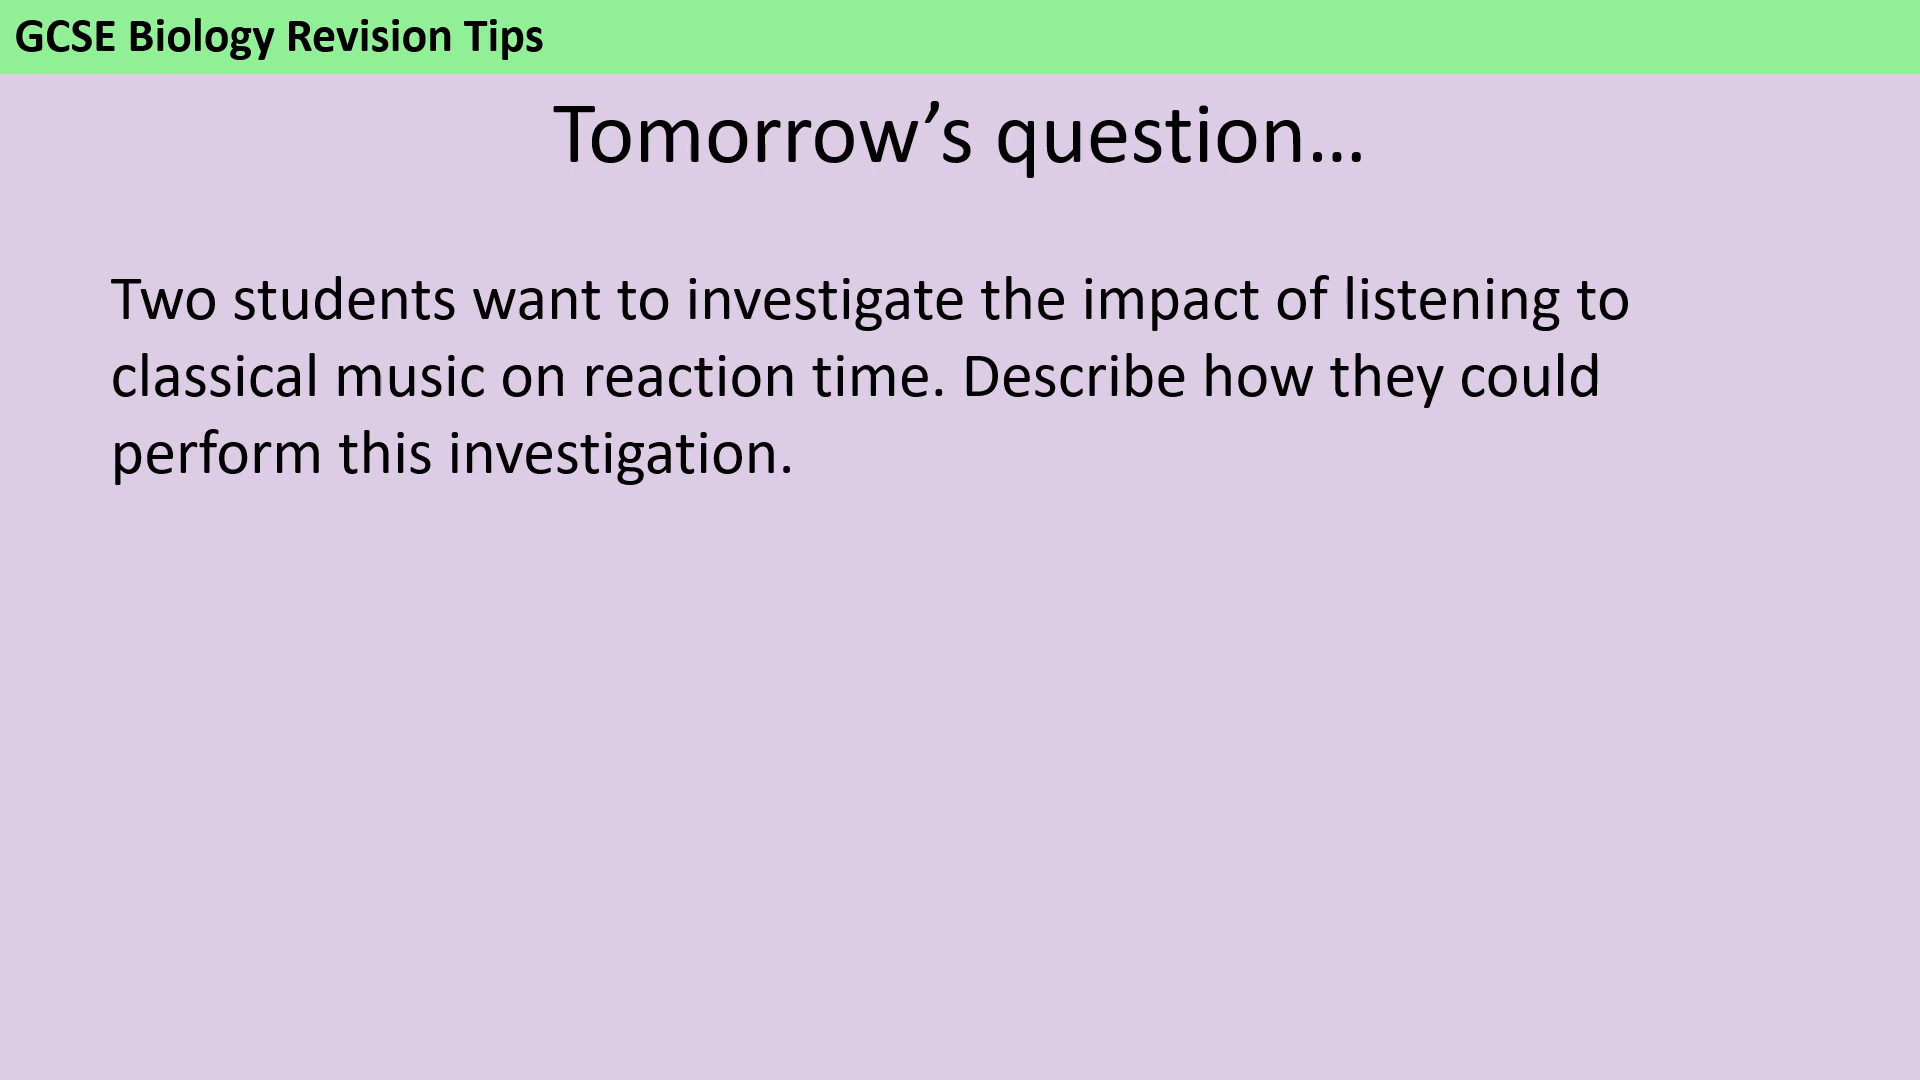 GCSE Biology Revision Tips
Tomorrow’s question…
Two students want to investigate the impact of listening to
classical music on reaction time. Describe how they could
perform this investigation.